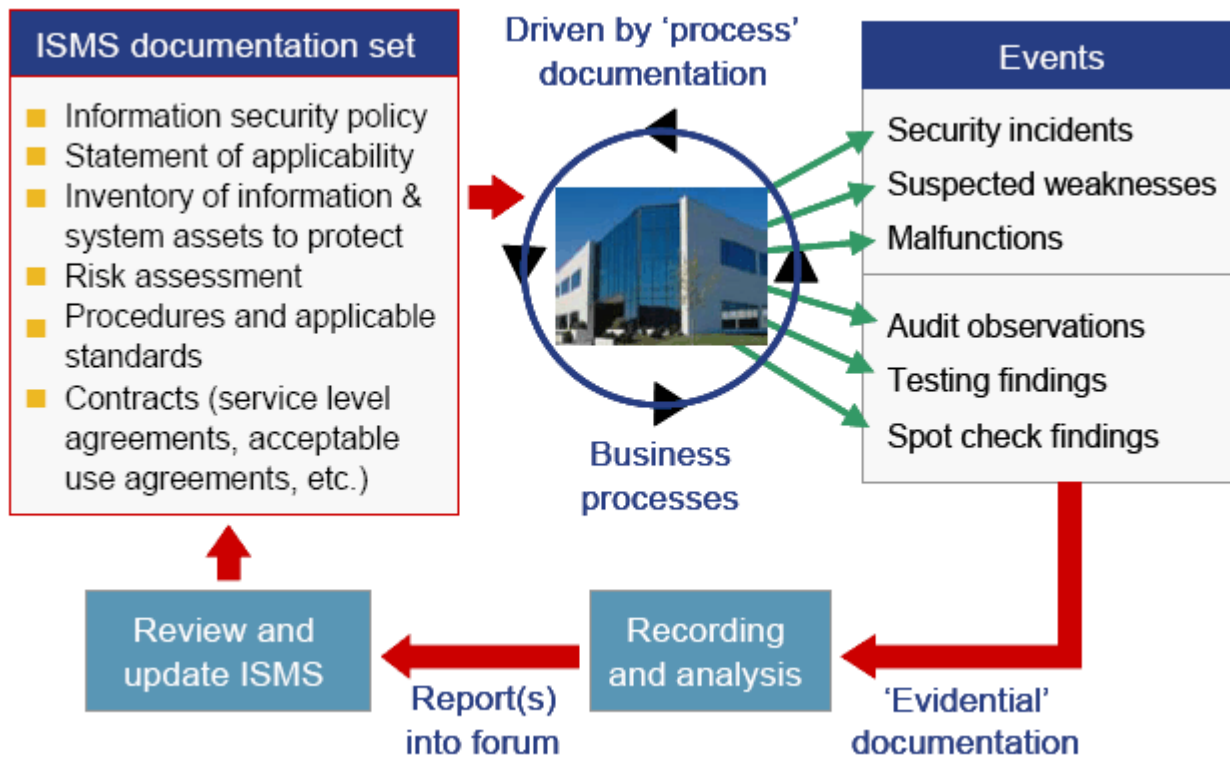 ISMS documentation set
Information security policy
Statement of applicability
Inventory of information &
system assets to protect
Risk assessment
Procedures and applicable
standards
Contracts (service level
agreements, acceptable
use agreements, etc.)
Driven by ‘process’
documentation
Business
processes
Events
Security incidents
Suspected weaknesses
Malfunctions
Audit observations
Testing findings
Spot check findings
‘Evidential’
documentation
Recording
and analysis
Report(s)
into forum
Review and
update ISMS